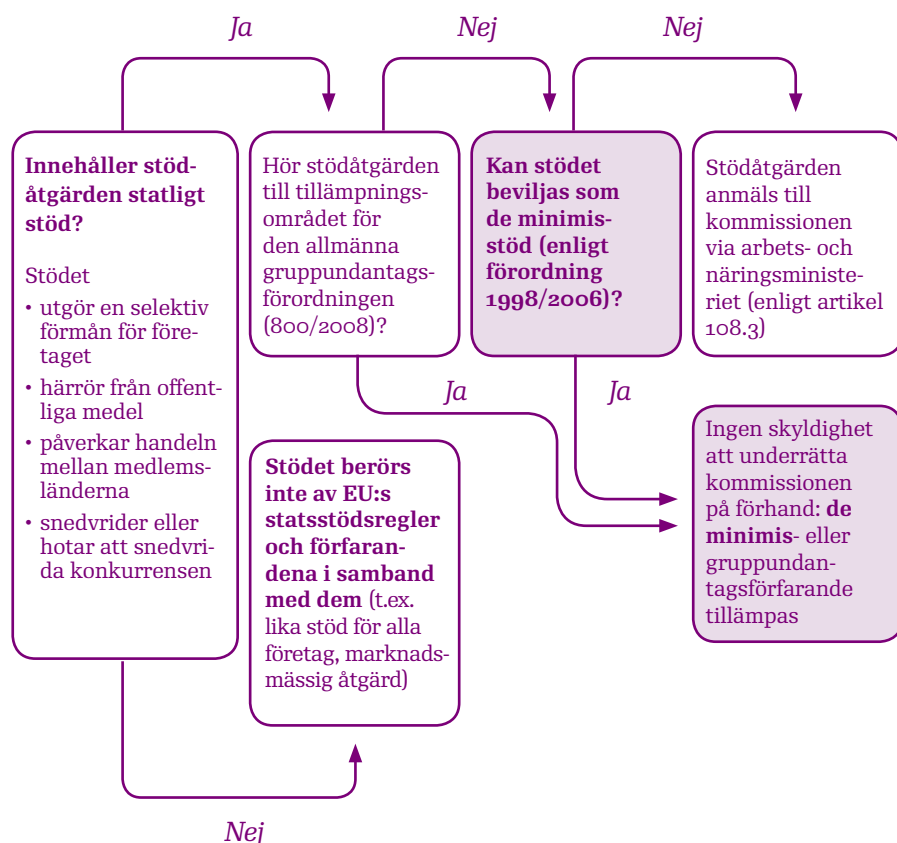 Ja
Nej
Nej
Innehåller stöd-
åtgärden statligt
stöd?
Stödet
• utgör en selektiv
förmån för före-
taget
• härrör från offent-
liga medel
• påverkar handeln
mellan medlems-
länderna
• snedvrider eller
hotar att snedvri-
da konkurrensen
Hör stödåtgärden
till tillämpnings-
området för
den allmänna
gruppundantags-
förordningen
(800/2008)?
Kan stödet
beviljas som
de minimis-
stöd (enligt
förordning
1998/2006)?
Stödåtgärden
anmäls till
kommissionen
via arbets- och
näringsministe-
riet (enligt artikel
108.3)
Ja
Ja
Stödet berörs
inte av EU:s
statsstödsregler
och förfaran-
dena i samband
med dem (t.ex.
lika stöd för alla
företag, marknads-
mässig åtgärd)
Ingen skyldighet
att underrätta
kommissionen
på förhand: de
minimis- eller
gruppundan-
tagsförfarande
tillämpas
Nej